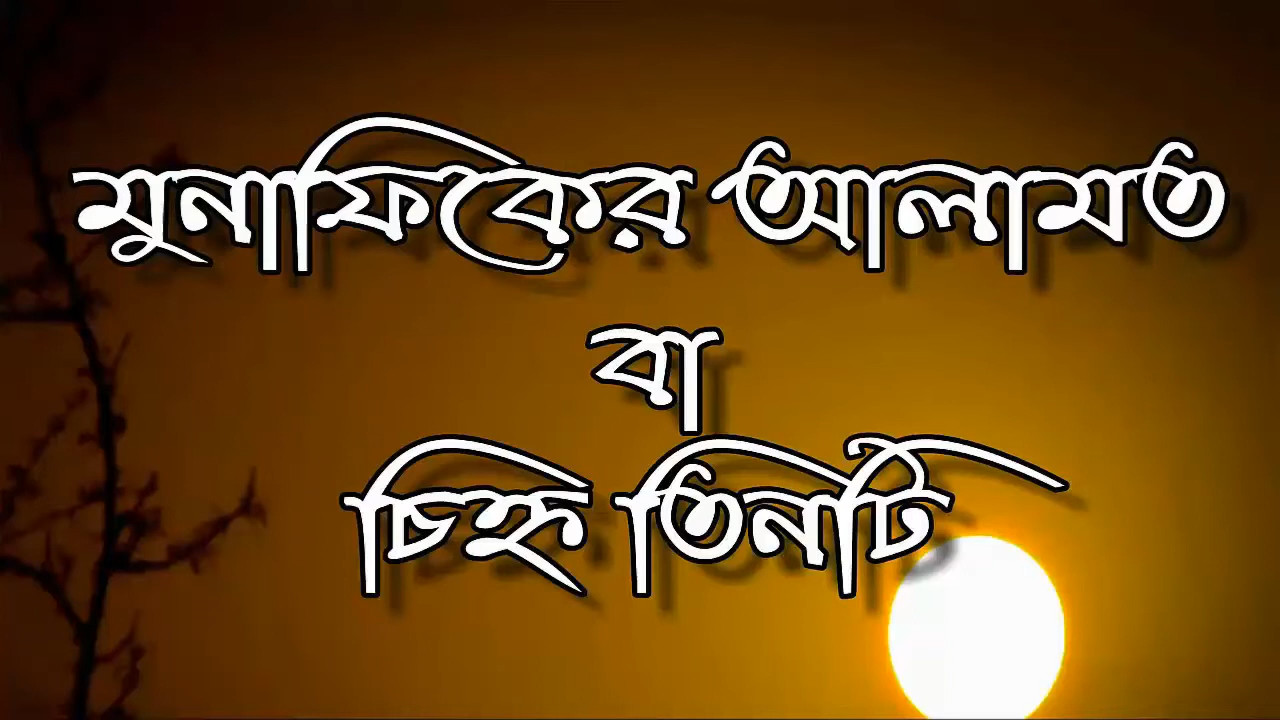 মুনাফিকের আলামত
বা
চিহ্ন তিনটি